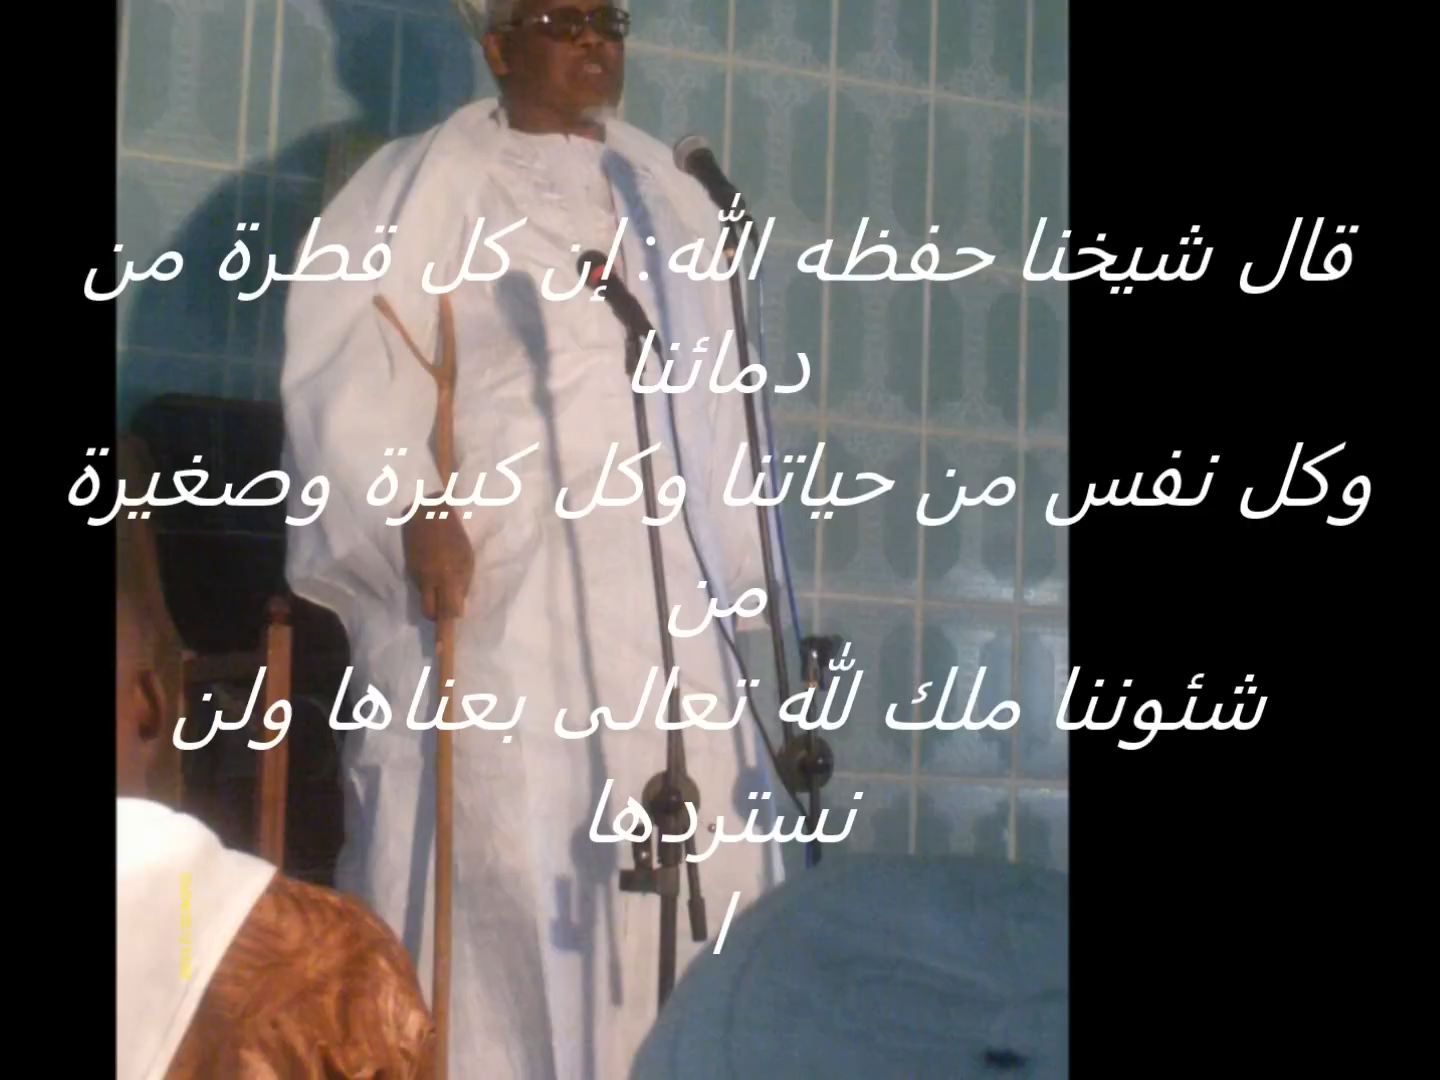 قال شيخنا حفظه الله: إن كل قطرة من
دمائنا
وكل نفس من حياتنا وكل كبيرة وصغيرة
من
شئوننا ملك لله تعالى بعناها ولن
نستردها
ا